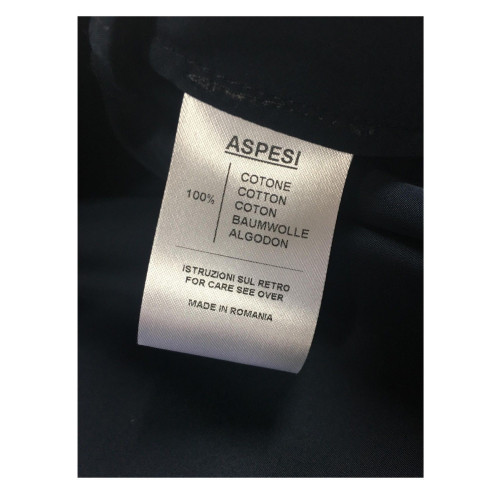 ASPESI
100%
COTONE
COTTON
COTON
BAUMWOLLE
ALGODON
ISTRUZIONI SUL RETRO
FOR CARE SEE OVER
MADE IN ROMANIA